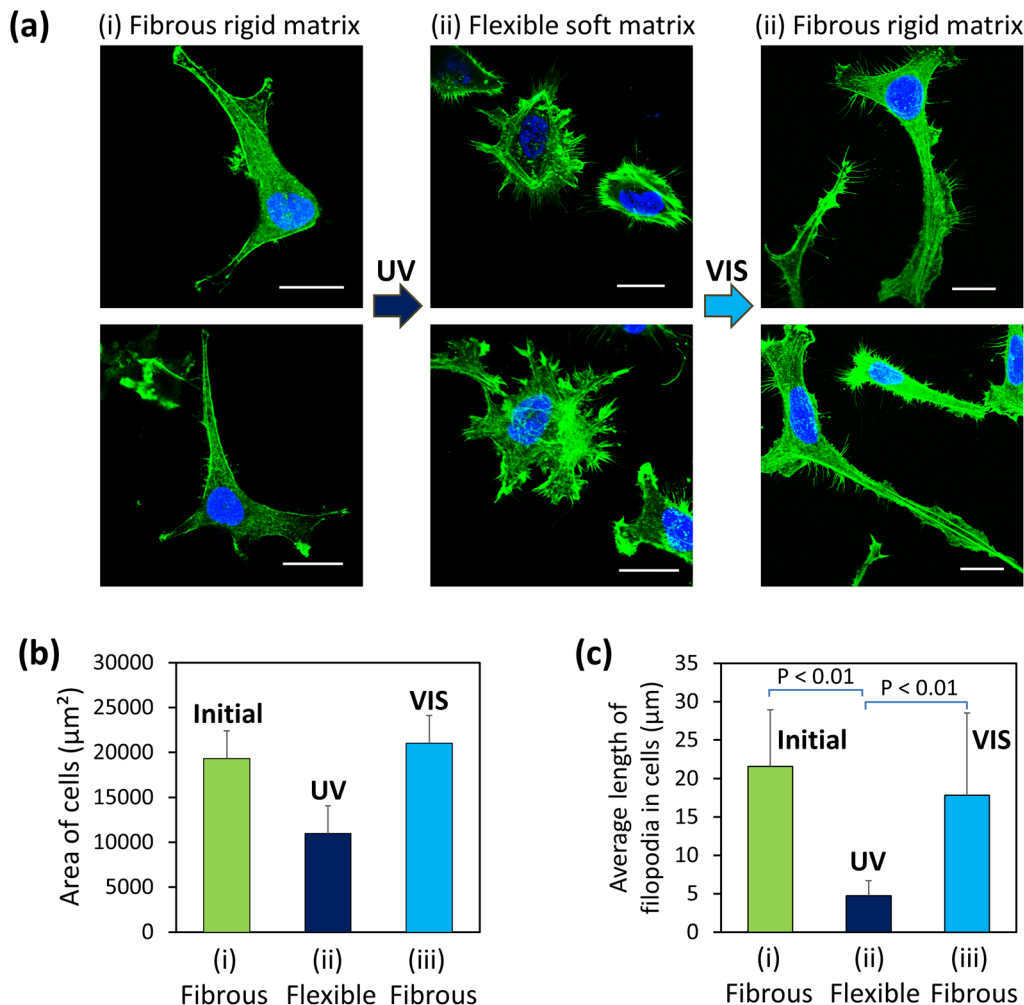 (a)
(i) Fibrous rigid matrix
(ii) Flexible soft matrix
(ii) Fibrous rigid matrix
UV
VIS
(b)
Area of cells (µm²)
30000
25000
20000
15000
10000
5000
0
Initial
UV
VIS
(i)
Fibrous
(ii)
Flexible
(iii)
Fibrous
(c)
Average length of
filopodia in cells (µm)
35
30
25
20
15
10
5
0
P < 0.01
P < 0.01
Initial
UV
VIS
(i)
Fibrous
(ii)
Flexible
(iii)
Fibrous